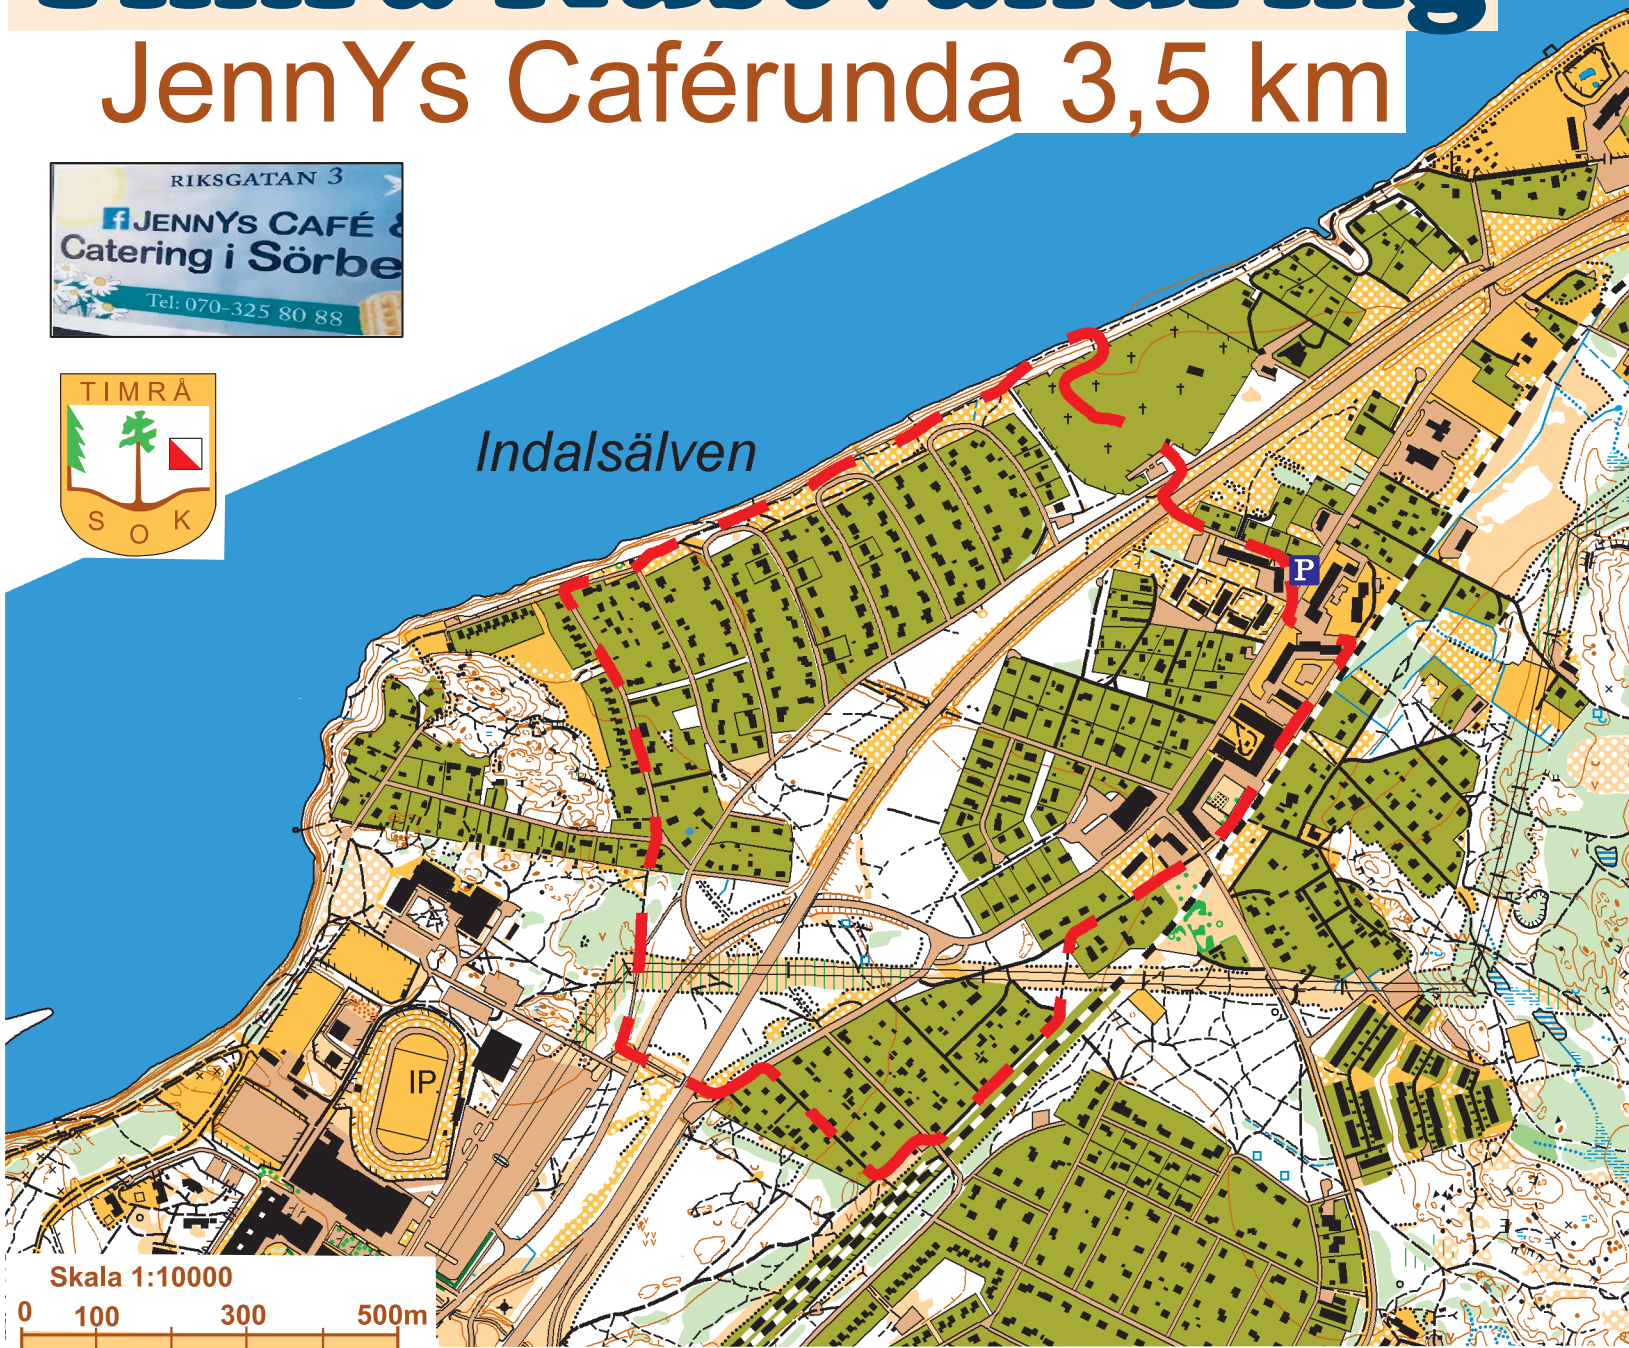 JennYs Caférunda 3,5 km
RIKSGATAN 3
JENNYS CAFÉ &
Catering i Sörbe
Tel: 070-325 80 88
TIMRÅ
SOK
Indalsälven
P
IP
Skala 1:10000
0 100 300 500m